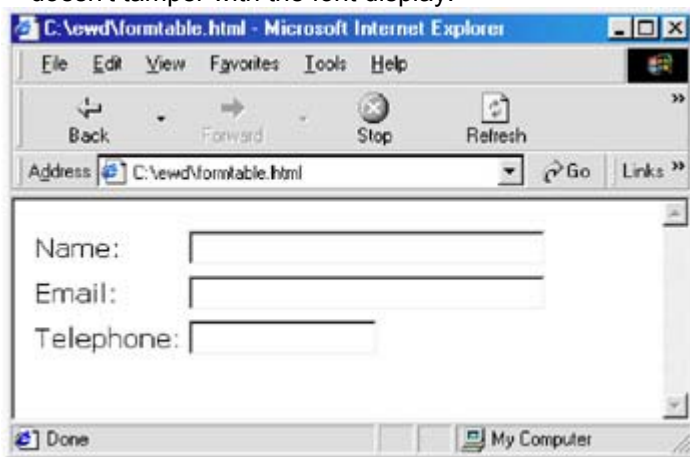 doesn't tamper with the font display.
C:\ewd\formtable.html - Microsoft Internet Explorer
File Edit View Favorites Tools Help
Back Forward Stop Refresh »
Address C:\ewd\formtable.html Go Links »
Name:
Email:
Telephone:
Done My Computer